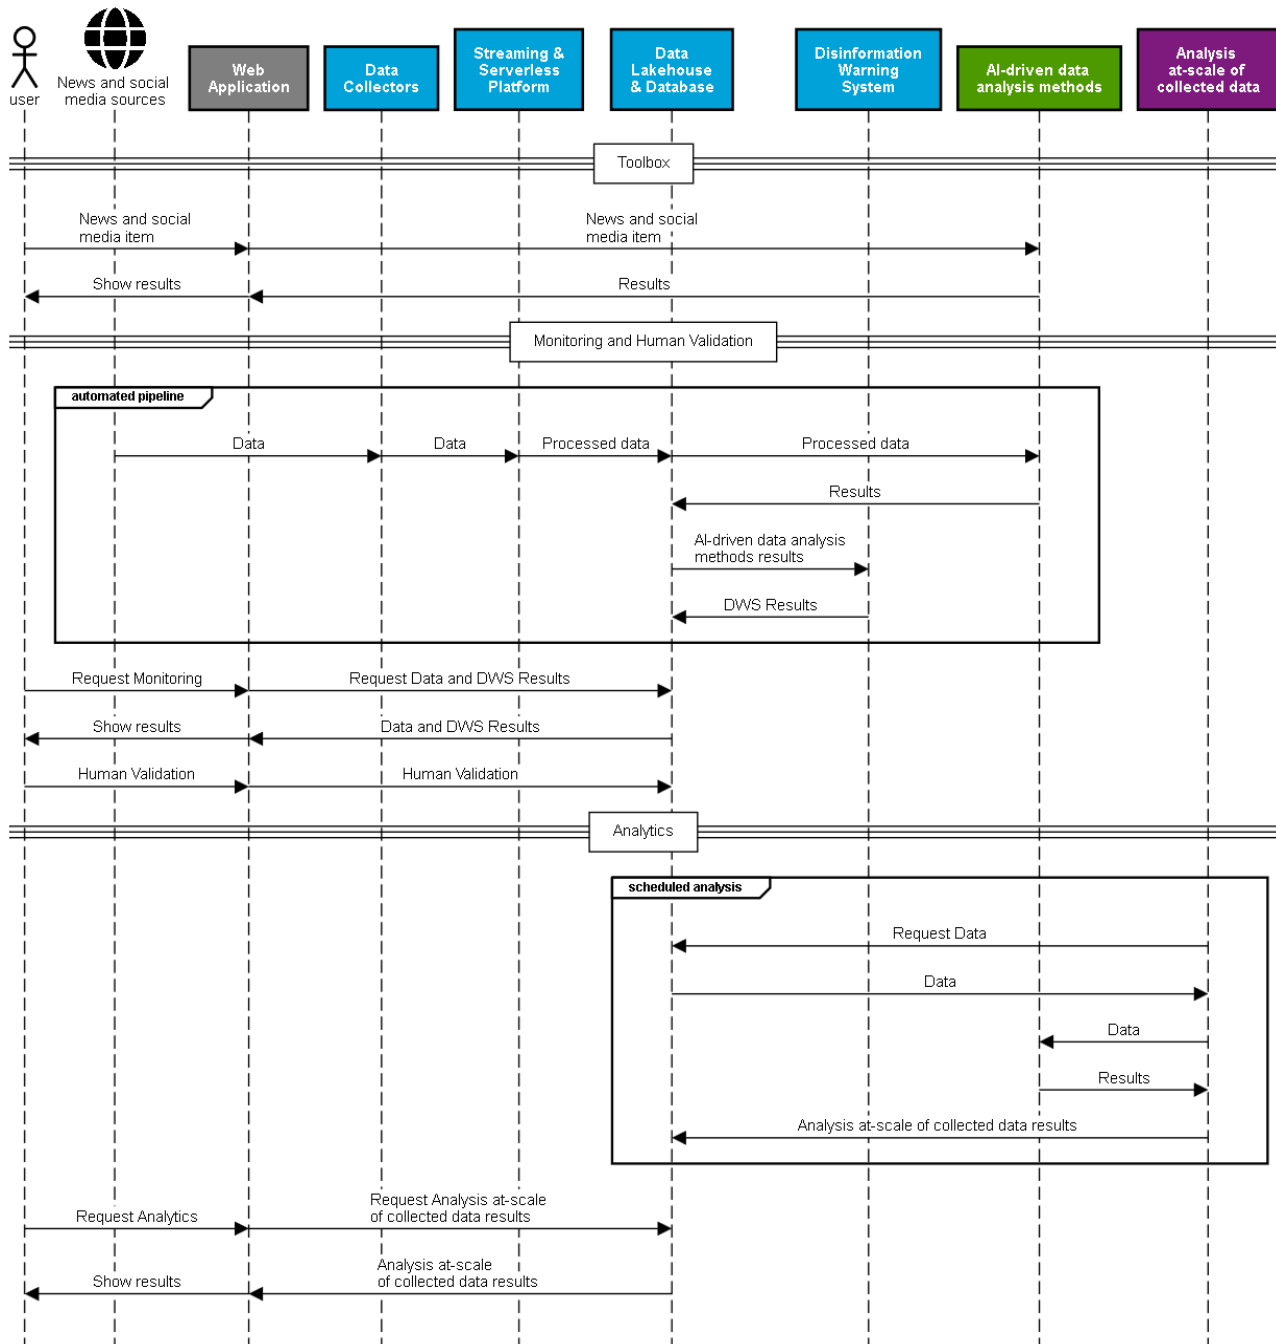 user
News and social
media sources
Web
Application
Data
Collectors
Streaming &
Serverless
Platform
Data
Lakehouse
& Database
Disinformation
Warning
System
AI-driven data
analysis methods
Analysis
at-scale of
collected data
Toolbox
News and social
media item
News and social
media item
Show results
Results
Monitoring and Human Validation
automated pipeline
Data
Data
Processed data
Processed data
Results
AI-driven data analysis
methods results
DWS Results
Request Monitoring
Request Data and DWS Results
Show results
Data and DWS Results
Human Validation
Human Validation
Analytics
scheduled analysis
Request Data
Data
Data
Results
Analysis at-scale of collected data results
Request Analytics
Request Analysis at-scale
of collected data results
Show results
Analysis at-scale
of collected data results